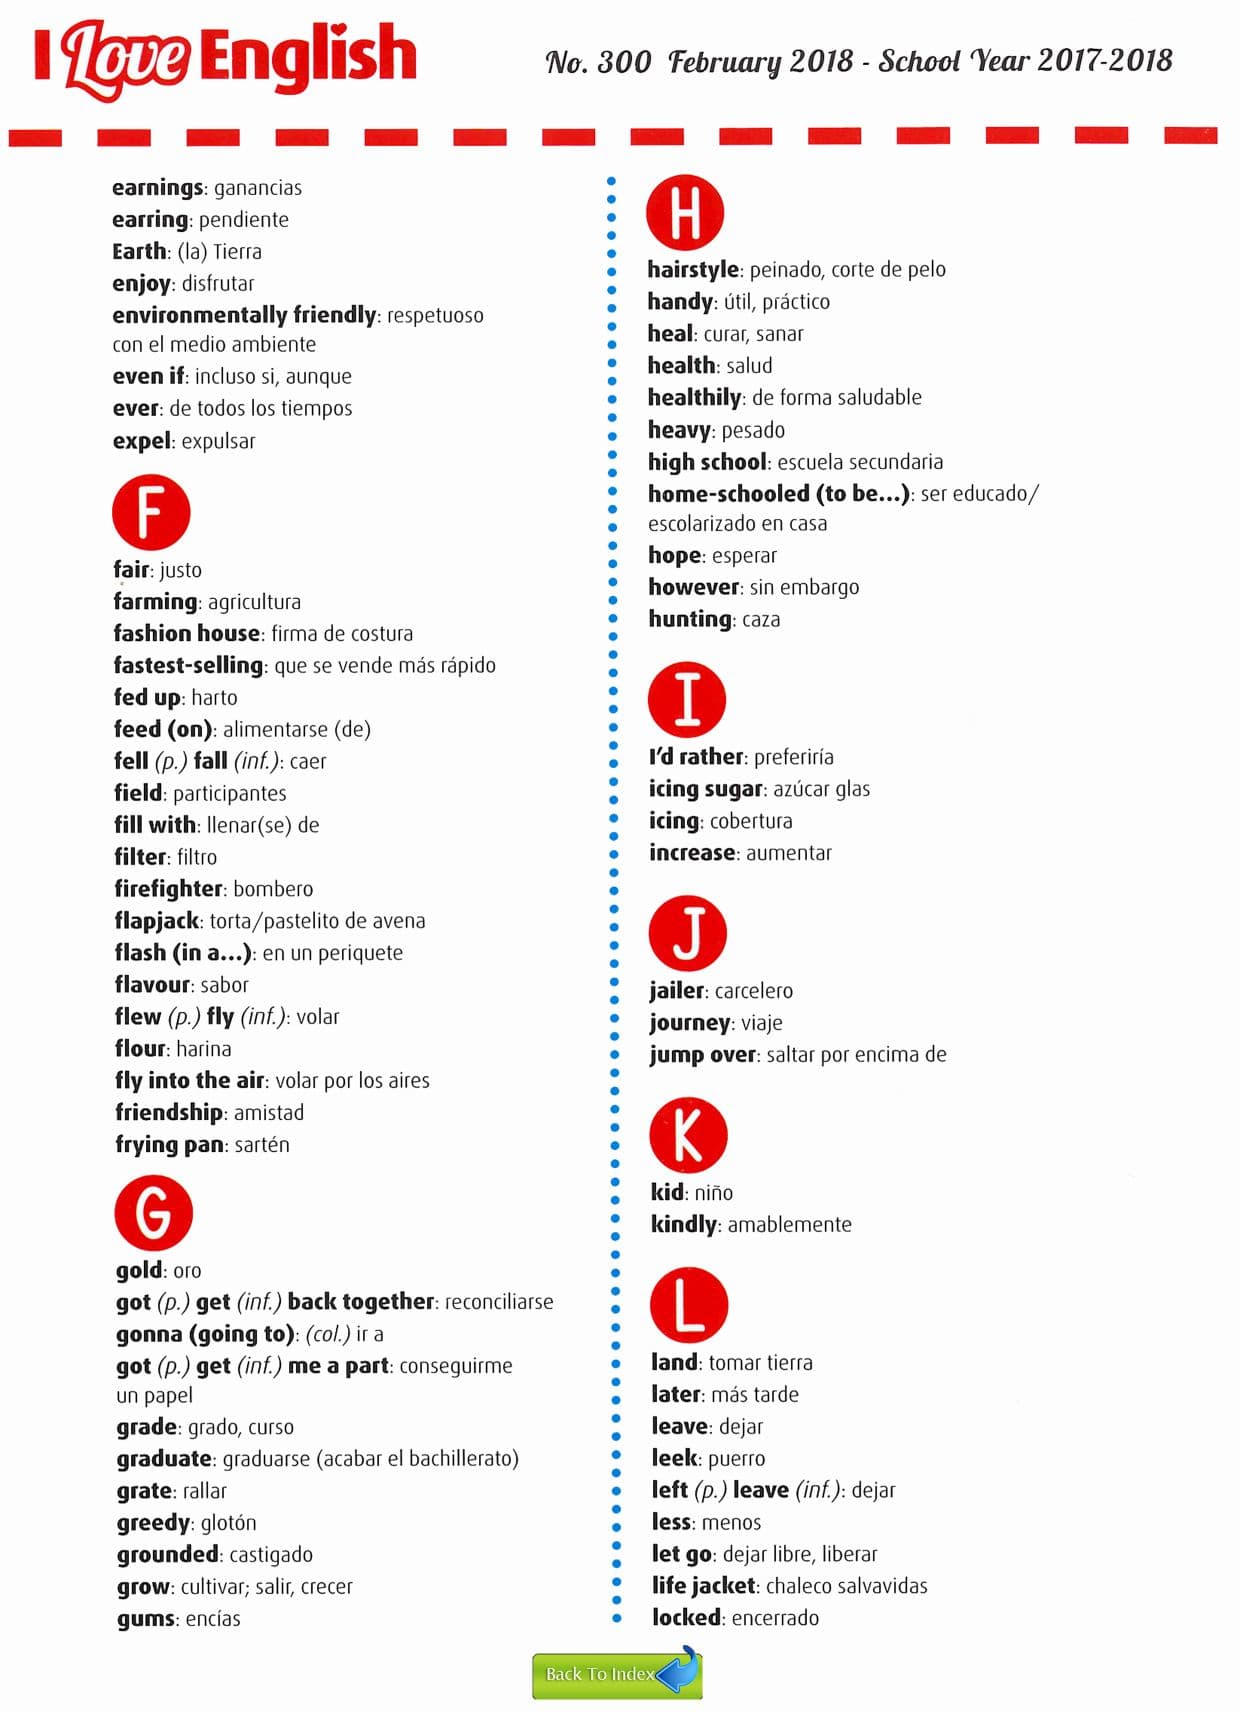 I Love English
No. 300 February 2018 - School Year 2017-2018
earnings: ganancias
earring: pendiente
Earth: (la) Tierra
enjoy: disfrutar
environmentally friendly: respetuoso
con el medio ambiente
even if: incluso si, aunque
ever: de todos los tiempos
expel: expulsar
F
fair: justo
farming: agricultura
fashion house: firma de costura
fastest-selling: que se vende más rápido
fed up: harto
feed (on): alimentarse (de)
fell (p.) fall (inf.): caer
field: participantes
fill with: llenar(se) de
filter: filtro
firefighter: bombero
flapjack: torta/pastelito de avena
flash (in a...): en un periquete
flavour: sabor
flew (p.) fly (inf.): volar
flour: harina
fly into the air: volar por los aires
friendship: amistad
frying pan: sartén
G
gold: oro
got (p.) get (inf.) back together: reconciliarse
gonna (going to): (col.) ir a
got (p.) get (inf.) me a part: conseguirme
un papel
grade: grado, curso
graduate: graduarse (acabar el bachillerato)
grate: rallar
greedy: glotón
grounded: castigado
grow: cultivar; salir, crecer
gums: encías
H
hairstyle: peinado, corte de pelo
handy: útil, práctico
heal: curar, sanar
health: salud
healthily: de forma saludable
heavy: pesado
high school: escuela secundaria
home-schooled (to be...): ser educado/
escolarizado en casa
hope: esperar
however: sin embargo
hunting: caza
I
I'd rather: preferiría
icing sugar: azúcar glas
icing: cobertura
increase: aumentar
J
jailer: carcelero
journey: viaje
jump over: saltar por encima de
K
kid: niño
kindly: amablemente
L
land: tomar tierra
later: más tarde
leave: dejar
leek: puerro
left (p.) leave (inf.): dejar
less: menos
let go: dejar libre, liberar
life jacket: chaleco salvavidas
locked: encerrado
Back To Index